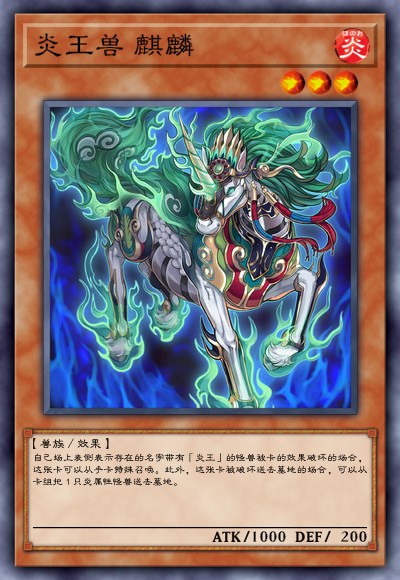 炎王兽 麒麟
ほのお
炎
【兽族／效果】
自己场上表侧表示存在的名字带有「炎王」的怪兽被卡的效果破坏的场合，
这张卡可以从手卡特殊召唤。此外，这张卡被破坏送去墓地的场合，可以从
卡组把１只炎属性怪兽送去墓地。
ATK/1000 DEF/ 200